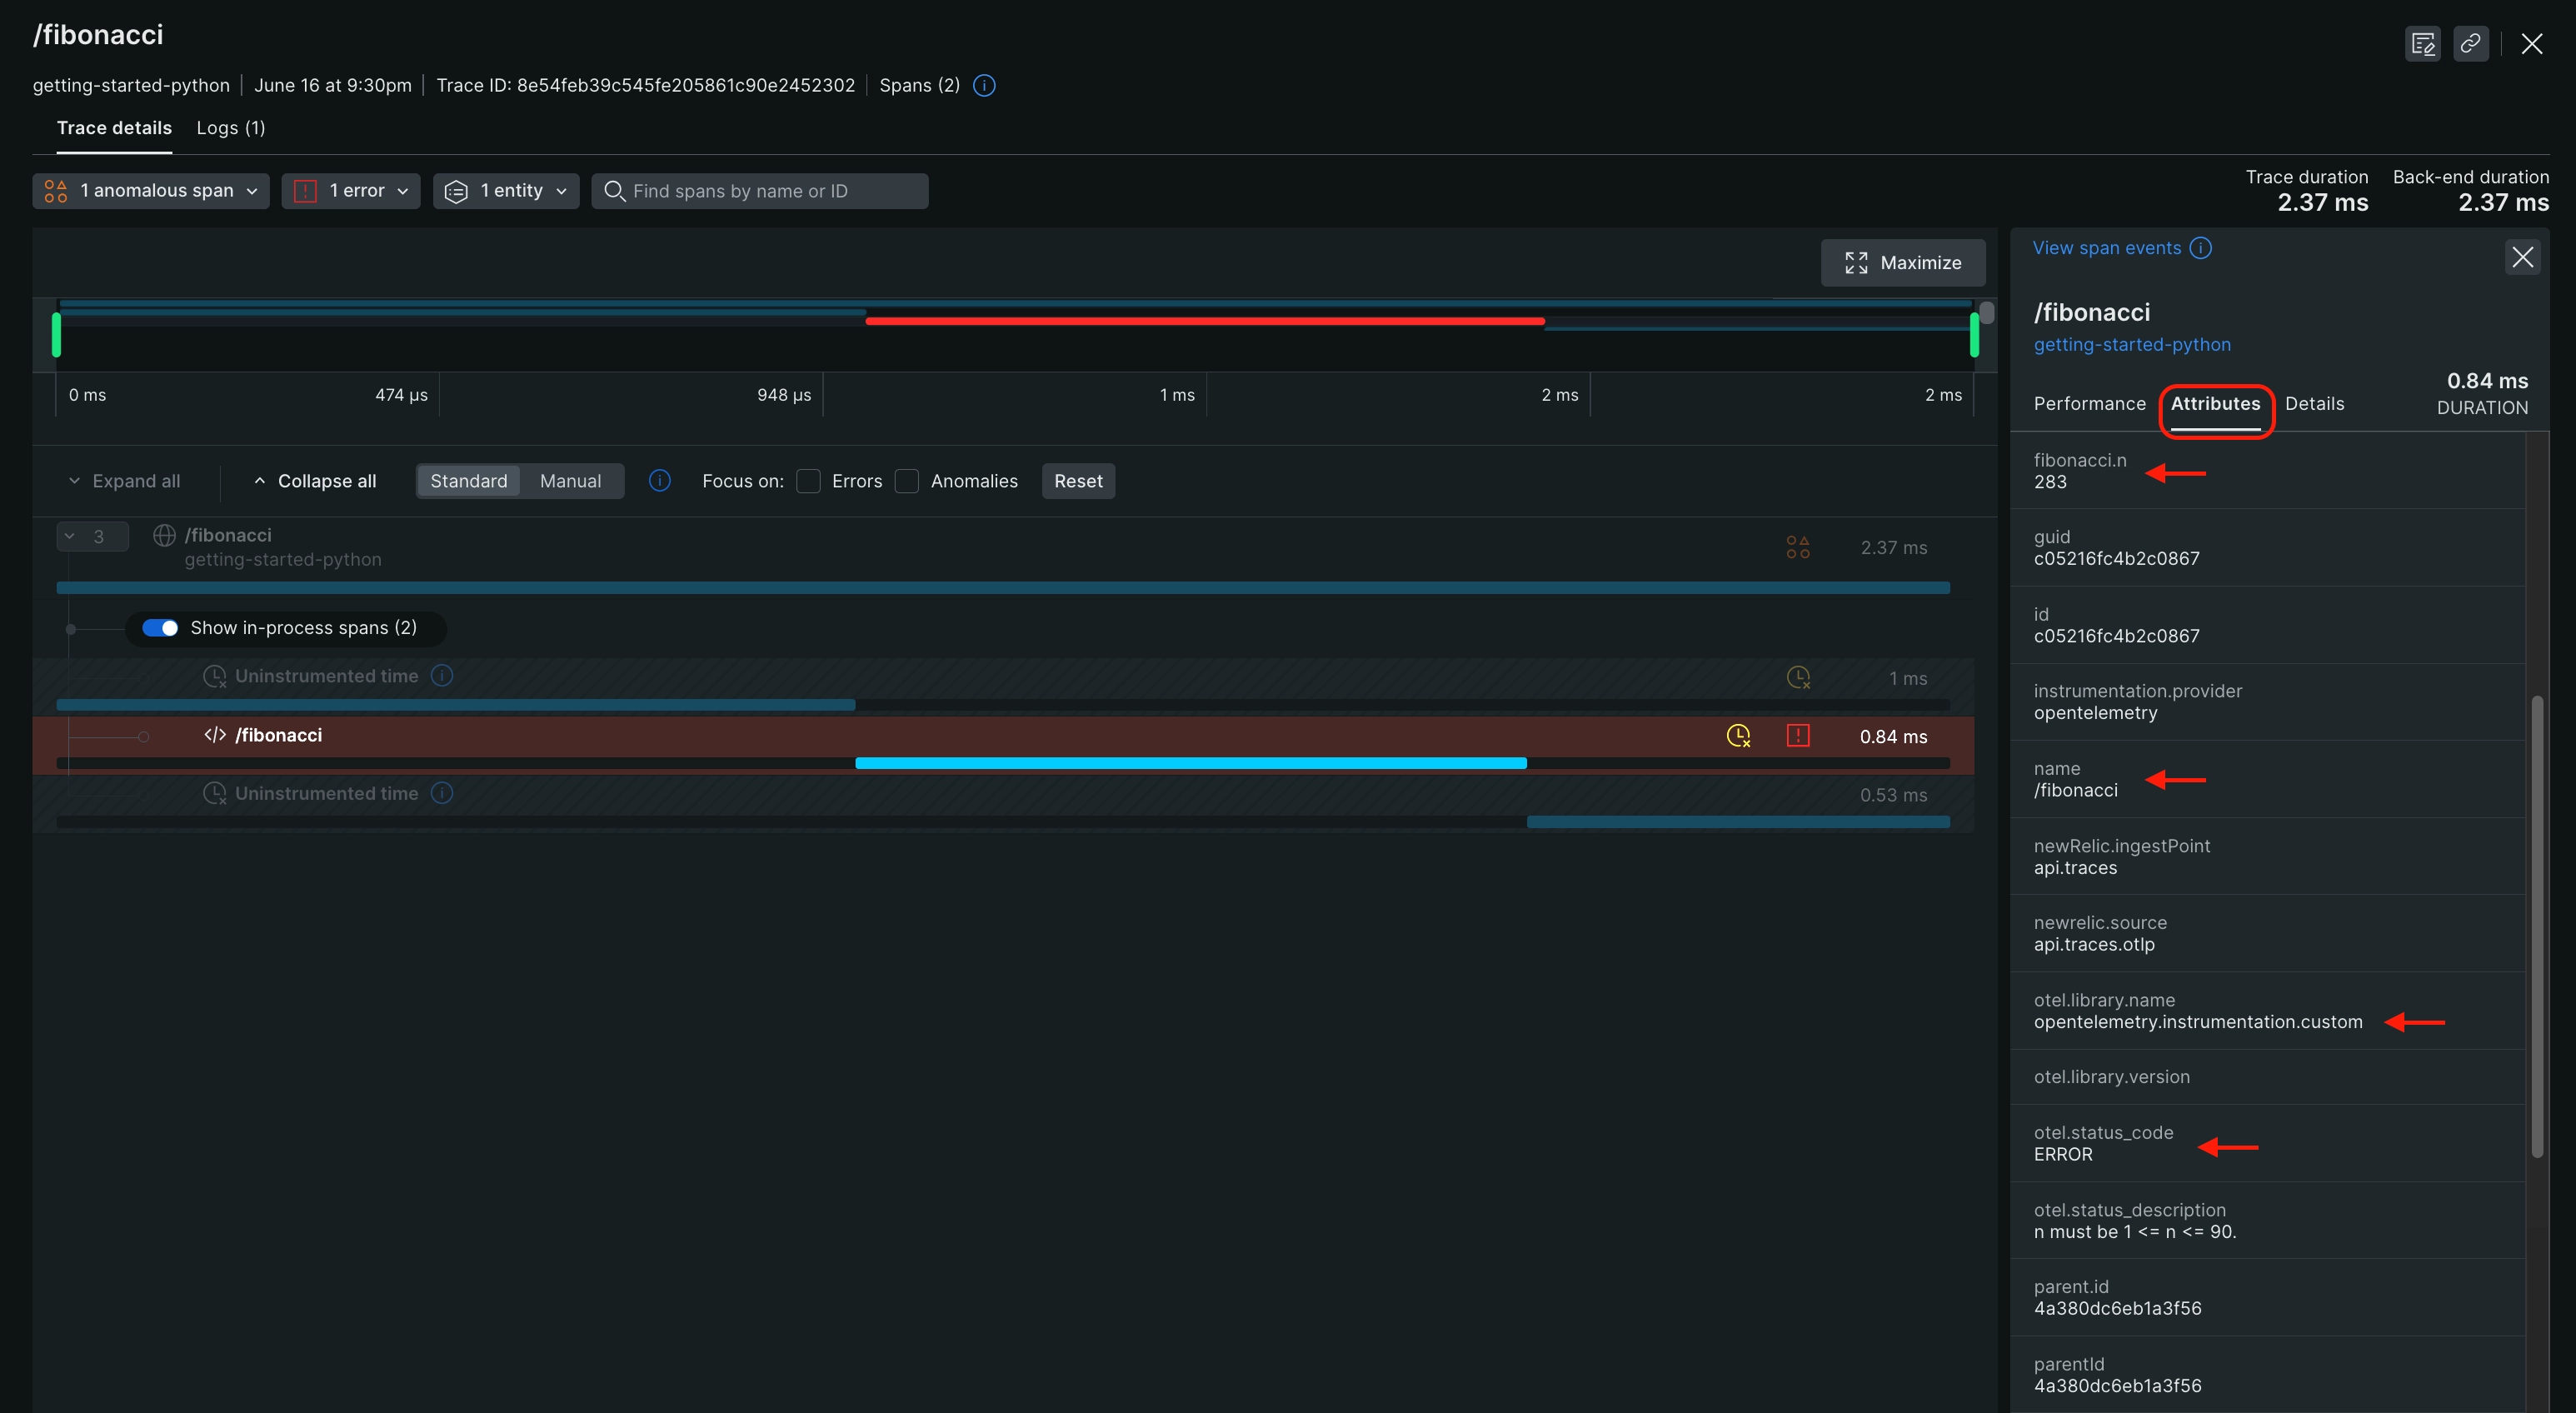 /fibonacci
getting-started-python | June 16 at 9:30pm | Trace ID: 8e54feb39c545fe205861c90e2452302 | Spans (2)
Trace details Logs (1)
1 anomalous span 1 error 1 entity Find spans by name or ID
Trace duration Back-end duration
2.37 ms 2.37 ms
Maximize
0 ms 474 µs 948 µs 1 ms 2 ms 2 ms
Expand all Collapse all Standard Manual Focus on: Errors Anomalies Reset
3 /fibonacci
getting-started-python 2.37 ms
Show in-process spans (2)
Uninstrumented time 1 ms
</> /fibonacci 0.84 ms
Uninstrumented time 0.53 ms
View span events
/fibonacci
getting-started-python
0.84 ms
DURATION
Performance Attributes Details
fibonacci.n
283
guid
c05216fc4b2c0867
id
c05216fc4b2c0867
instrumentation.provider
opentelemetry
name
/fibonacci
newRelic.ingestPoint
api.traces
newrelic.source
api.traces.otlp
otel.library.name
opentelemetry.instrumentation.custom
otel.library.version
otel.status_code
ERROR
otel.status_description
n must be 1 <= n <= 90.
parent.id
4a380dc6eb1a3f56
parentId
4a380dc6eb1a3f56